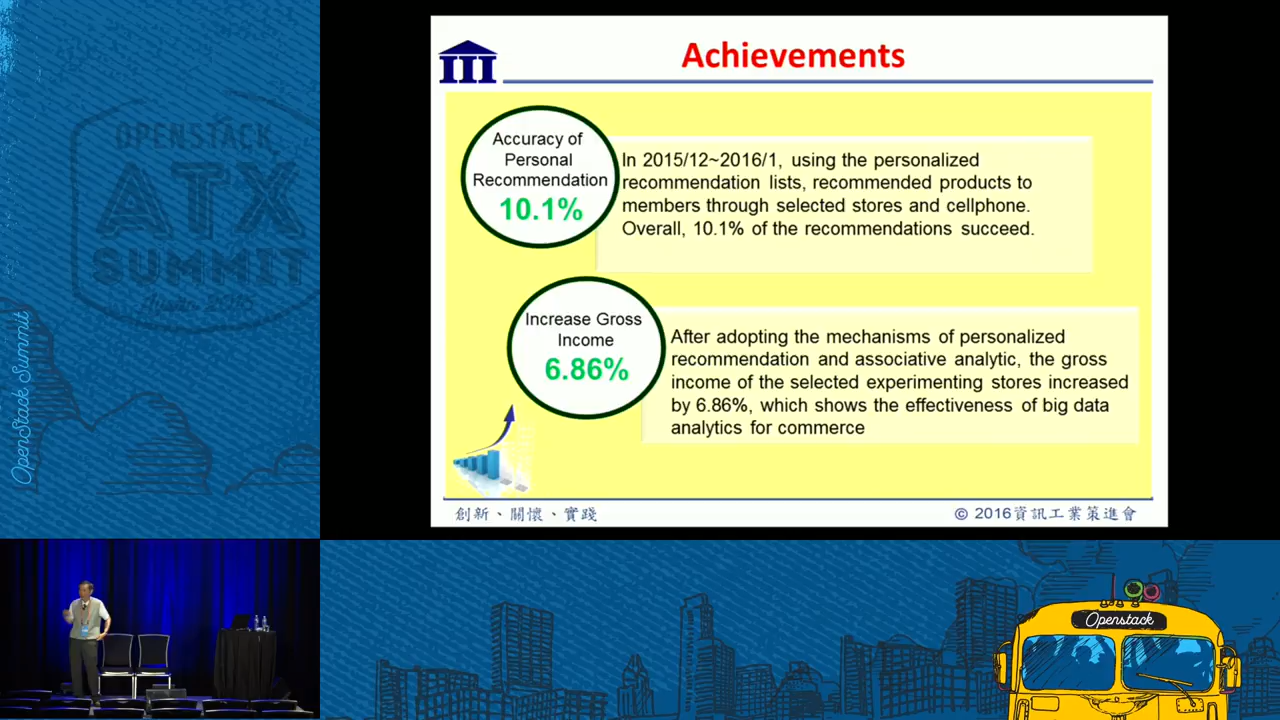 Achievements
Accuracy of
Personal
Recommendation
10.1%
In 2015/12~2016/1, using the personalized
recommendation lists, recommended products to
members through selected stores and cellphone.
Overall, 10.1% of the recommendations succeed.
Increase Gross
Income
6.86%
After adopting the mechanisms of personalized
recommendation and associative analytic, the gross
income of the selected experimenting stores increased
by 6.86%, which shows the effectiveness of big data
analytics for commerce
創新、關懷、實踐
© 2016資訊工業策進會
OPENSTACK
ATX
SUMMIT
OpenStack Summit
Openstack